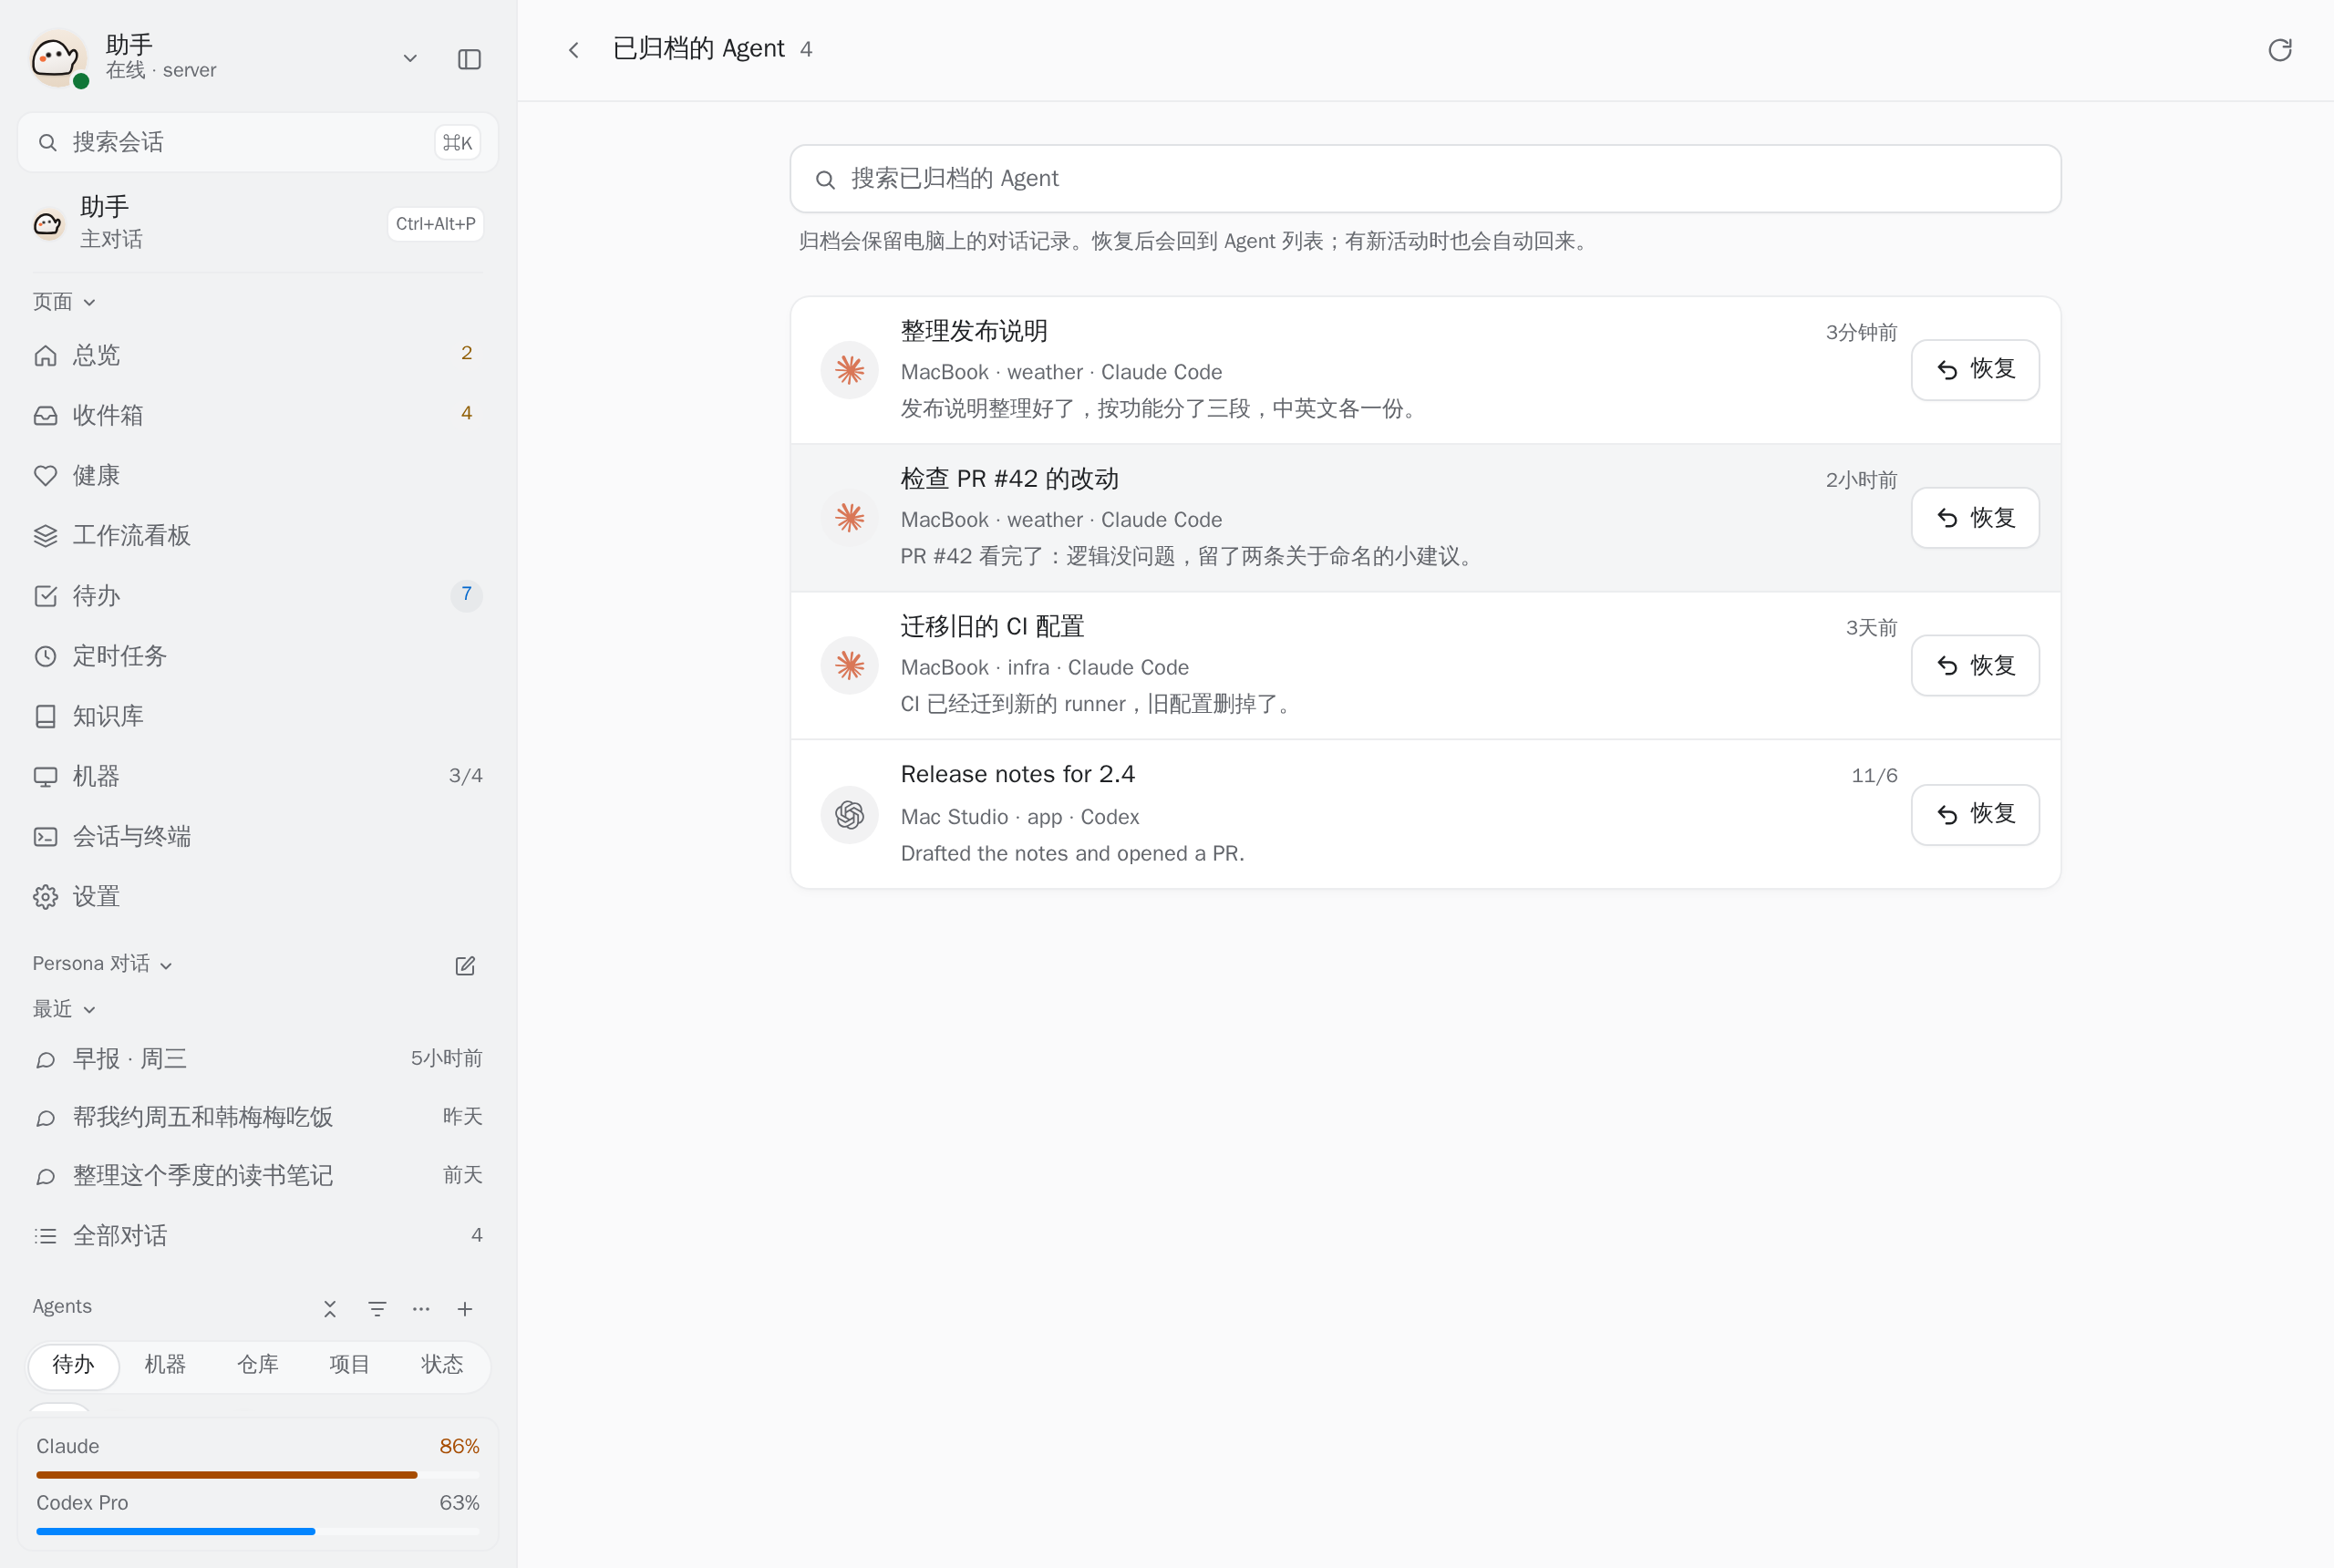 助手
在线 · server
搜索会话
⌘K
助手
主对话
Ctrl+Alt+P
页面
总览
2
收件箱
4
健康
工作流看板
待办
7
定时任务
知识库
机器
3/4
会话与终端
设置
Persona 对话
最近
早报 · 周三
5小时前
帮我约周五和韩梅梅吃饭
昨天
整理这个季度的读书笔记
前天
全部对话
4
Agents
待办
机器
仓库
项目
状态
Claude
86%
Codex Pro
63%
已归档的 Agent 4
搜索已归档的 Agent
归档会保留电脑上的对话记录。恢复后会回到 Agent 列表；有新活动时也会自动回来。
整理发布说明
3分钟前
MacBook · weather · Claude Code
发布说明整理好了，按功能分了三段，中英文各一份。
恢复
检查 PR #42 的改动
2小时前
MacBook · weather · Claude Code
PR #42 看完了：逻辑没问题，留了两条关于命名的小建议。
恢复
迁移旧的 CI 配置
3天前
MacBook · infra · Claude Code
CI 已经迁到新的 runner，旧配置删掉了。
恢复
Release notes for 2.4
11/6
Mac Studio · app · Codex
Drafted the notes and opened a PR.
恢复